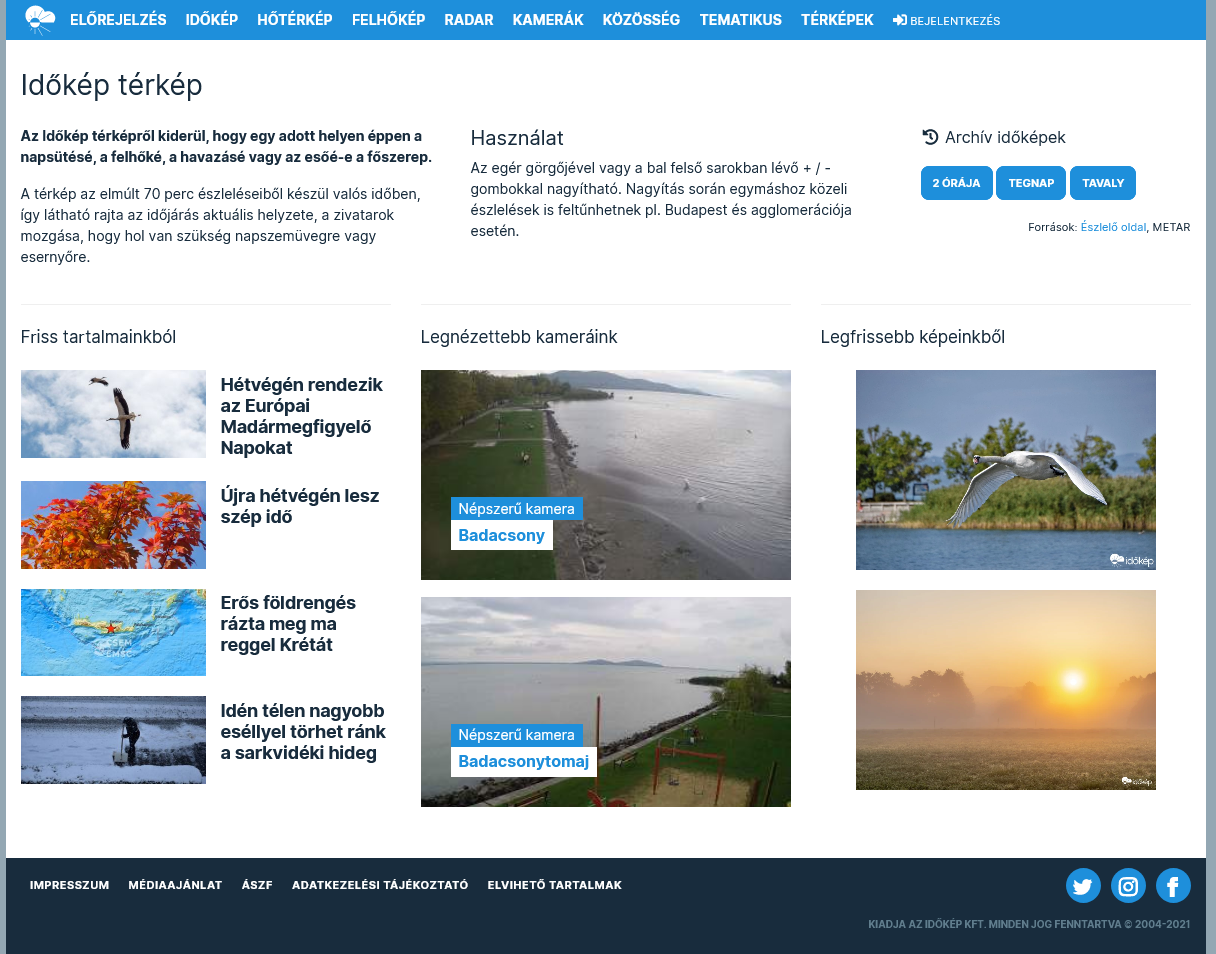 ELŐREJELZÉS IDŐKÉP HŐTÉRKÉP FELHŐKÉP RADAR KAMERÁK KÖZÖSSÉG TEMATIKUS TÉRKÉPEK BEJELENTKEZÉS
Időkép térkép
Az Időkép térképről kiderül, hogy egy adott helyen éppen a
napsütésé, a felhőké, a havazásé vagy az esőé-e a főszerep.
A térkép az elmúlt 70 perc észleléseiből készül valós időben,
így látható rajta az időjárás aktuális helyzete, a zivatarok
mozgása, hogy hol van szükség napszemüvegre vagy
esernyőre.
Használat
Az egér görgőjével vagy a bal felső sarokban lévő + / -
gombokkal nagyítható. Nagyítás során egymáshoz közeli
észlelések is feltűnhetnek pl. Budapest és agglomerációja
esetén.
Archív időképek
2 ÓRÁJA TEGNAP TAVALY
Források: Észlelő oldal, METAR
Friss tartalmainkból
Hétvégén rendezik
az Európai
Madármegfigyelő
Napokat
Újra hétvégén lesz
szép idő
CSEM
EMSC
Erős földrengés
rázta meg ma
reggel Krétát
Idén télen nagyobb
eséllyel törhet ránk
a sarkvidéki hideg
Legnézettebb kameráink
Népszerű kamera
Badacsony
Népszerű kamera
Badacsonytomaj
Legfrissebb képeinkből
időkép
időkép
IMPRESSZUM MÉDIAAJÁNLAT ÁSZF ADATKEZELÉSI TÁJÉKOZTATÓ ELVIHETŐ TARTALMAK
KIADJA AZ IDŐKÉP KFT. MINDEN JOG FENNTARTVA © 2004-2021